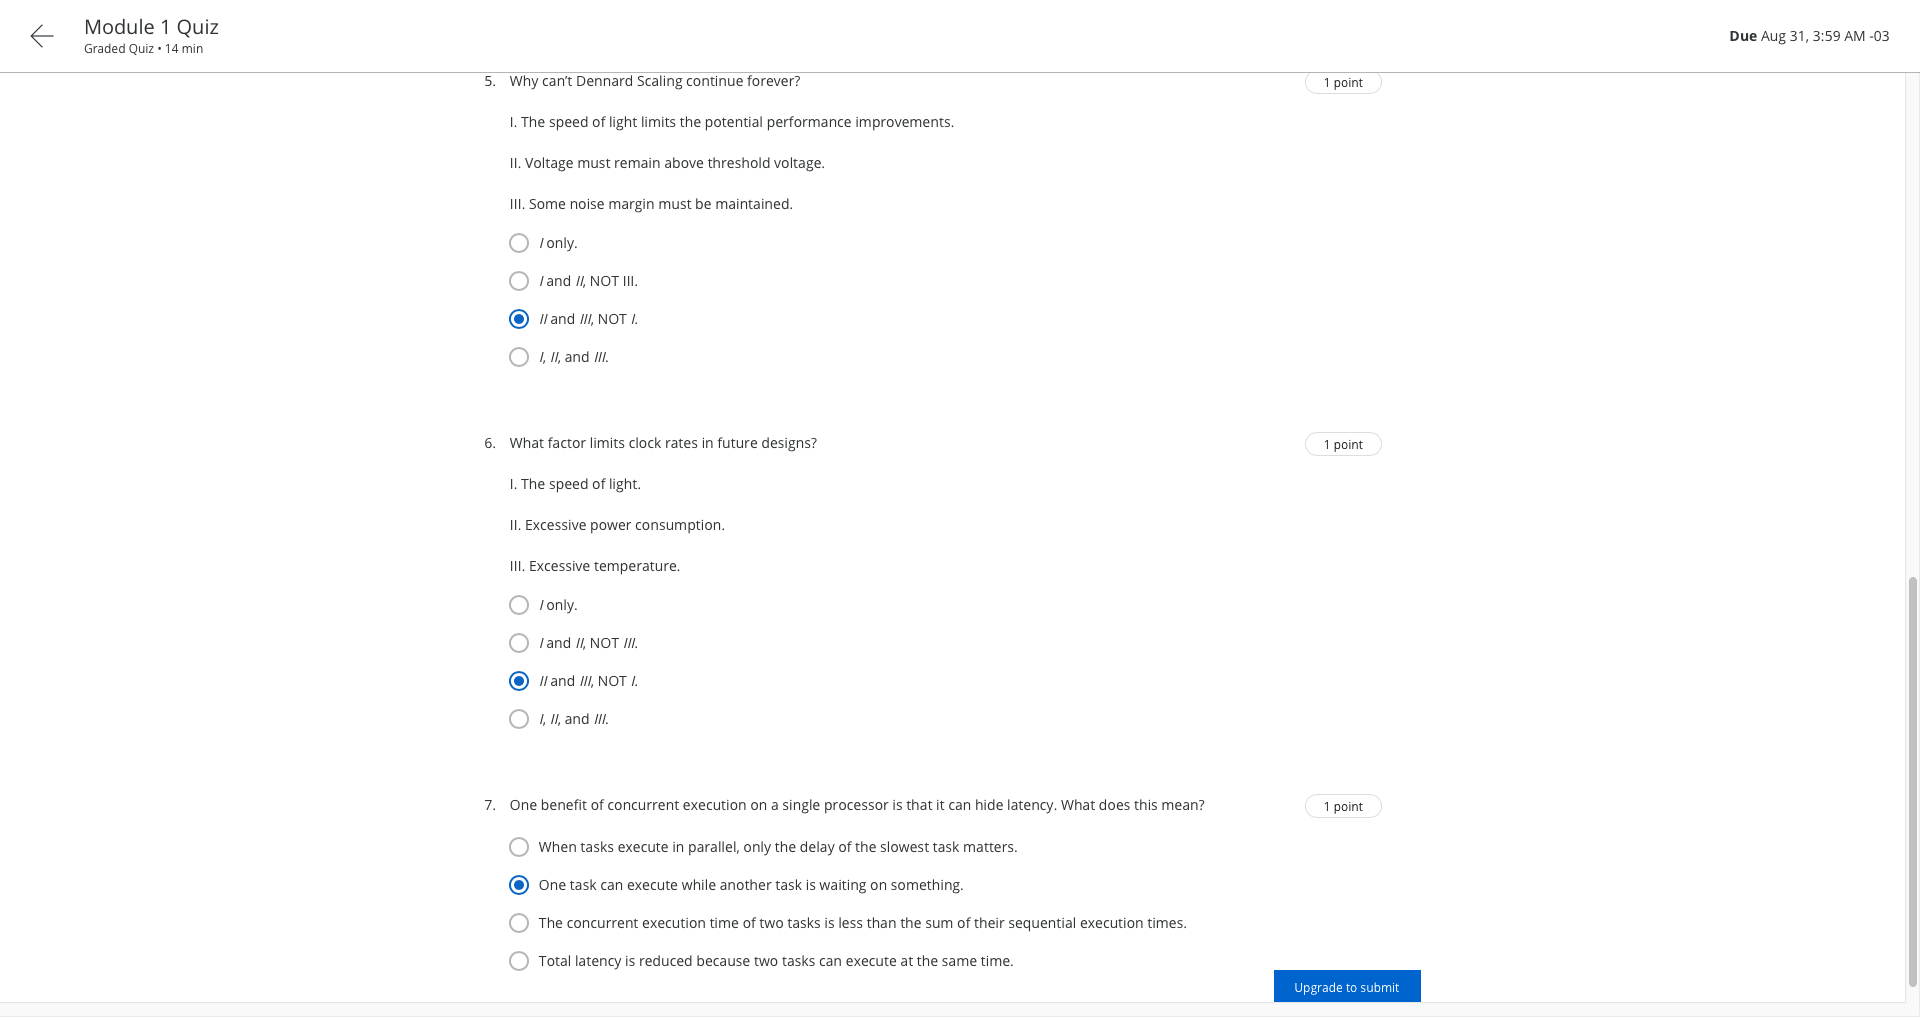 Module 1 Quiz
Graded Quiz • 14 min
Due Aug 31, 3:59 AM -03
5. Why can’t Dennard Scaling continue forever?
1 point
I. The speed of light limits the potential performance improvements.
II. Voltage must remain above threshold voltage.
III. Some noise margin must be maintained.
I only.
I and II, NOT III.
II and III, NOT I.
I, II, and III.
6. What factor limits clock rates in future designs?
1 point
I. The speed of light.
II. Excessive power consumption.
III. Excessive temperature.
I only.
I and II, NOT III.
II and III, NOT I.
I, II, and III.
7. One benefit of concurrent execution on a single processor is that it can hide latency. What does this mean?
1 point
When tasks execute in parallel, only the delay of the slowest task matters.
One task can execute while another task is waiting on something.
The concurrent execution time of two tasks is less than the sum of their sequential execution times.
Total latency is reduced because two tasks can execute at the same time.
Upgrade to submit